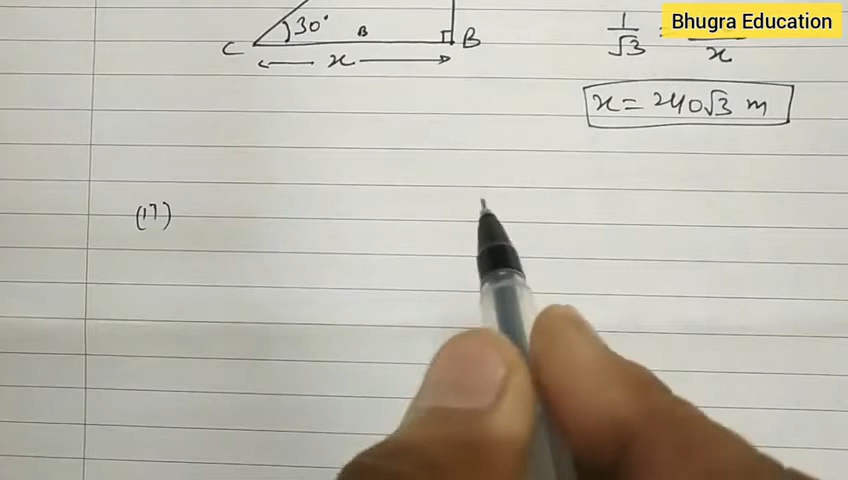 Bhugra Education
30°
B
C
B
x
1/√3 =
x
x = 240√3 m
(17)